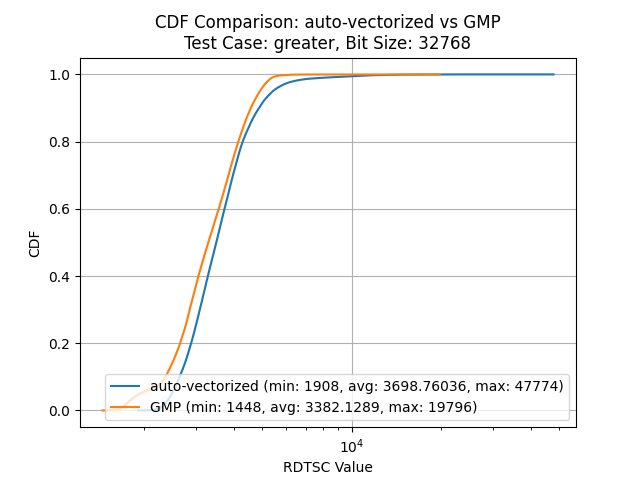 CDF Comparison: auto-vectorized vs GMP
Test Case: greater, Bit Size: 32768
CDF
1.0
0.8
0.6
0.4
0.2
0.0
auto-vectorized (min: 1908, avg: 3698.76036, max: 47774)
GMP (min: 1448, avg: 3382.1289, max: 19796)
10⁴
RDTSC Value